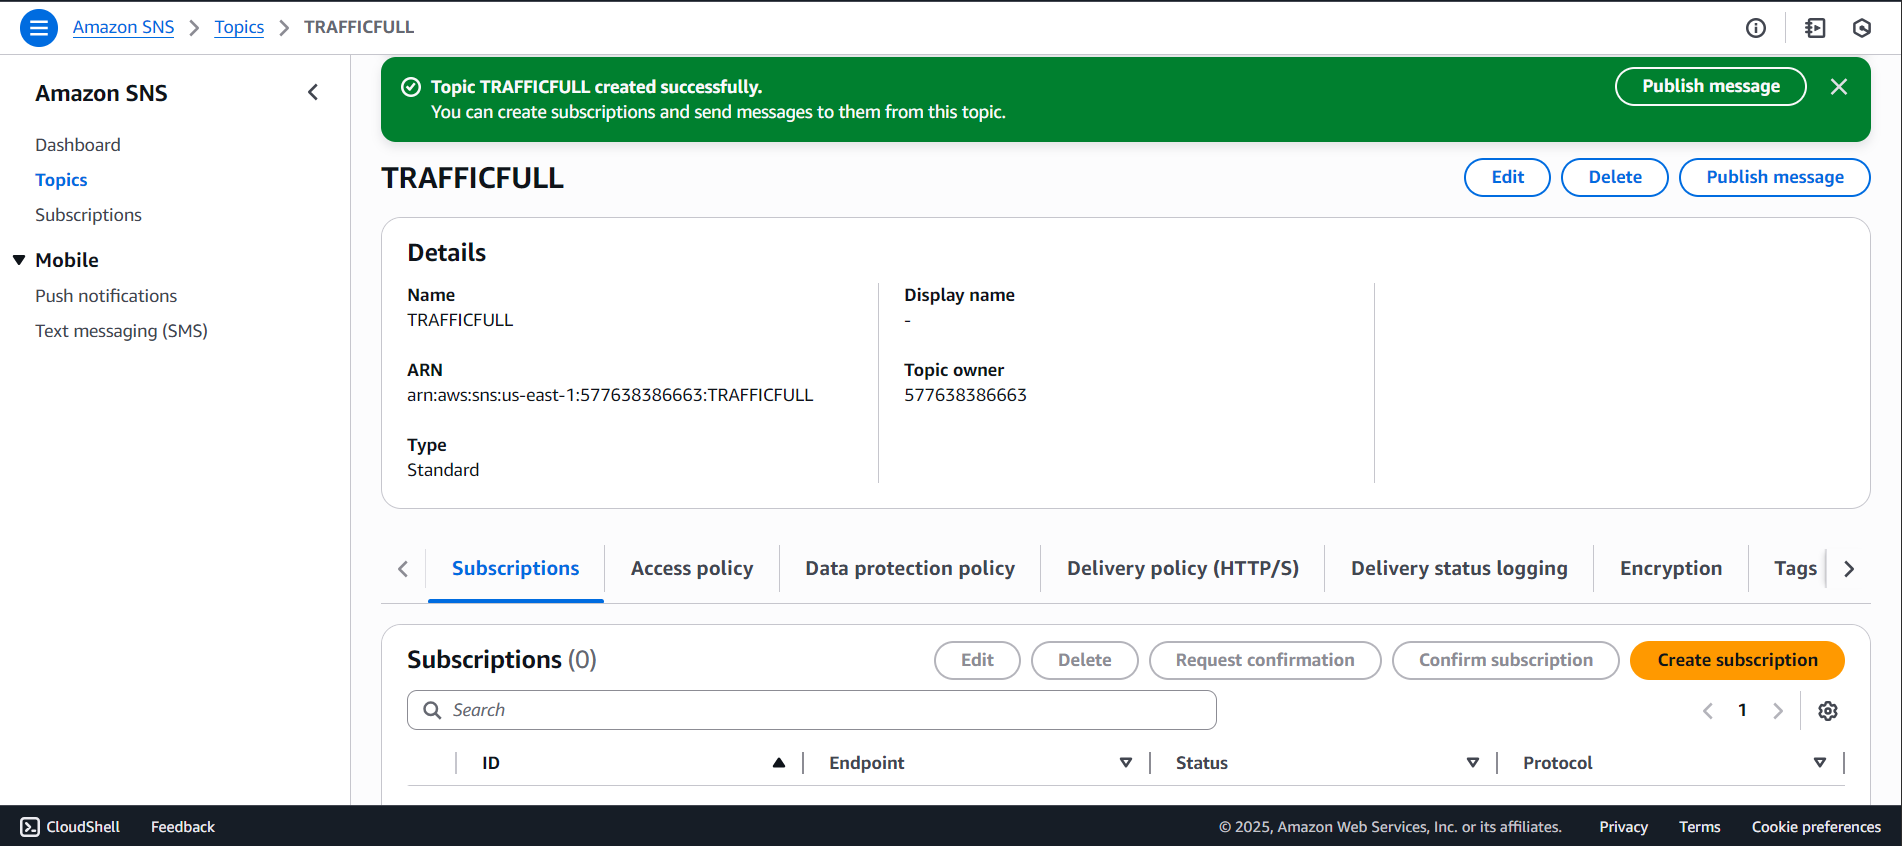 Amazon SNS > Topics > TRAFFICFULL
Amazon SNS
Dashboard
Topics
Subscriptions
Mobile
Push notifications
Text messaging (SMS)
Topic TRAFFICFULL created successfully.
You can create subscriptions and send messages to them from this topic.
Publish message
TRAFFICFULL
Edit Delete Publish message
Details
Name
TRAFFICFULL
ARN
arn:aws:sns:us-east-1:577638386663:TRAFFICFULL
Type
Standard
Display name
-
Topic owner
577638386663
Subscriptions Access policy Data protection policy Delivery policy (HTTP/S) Delivery status logging Encryption Tags
Subscriptions (0)
Edit Delete Request confirmation Confirm subscription Create subscription
Search
1
ID Endpoint Status Protocol
CloudShell Feedback © 2025, Amazon Web Services, Inc. or its affiliates. Privacy Terms Cookie preferences